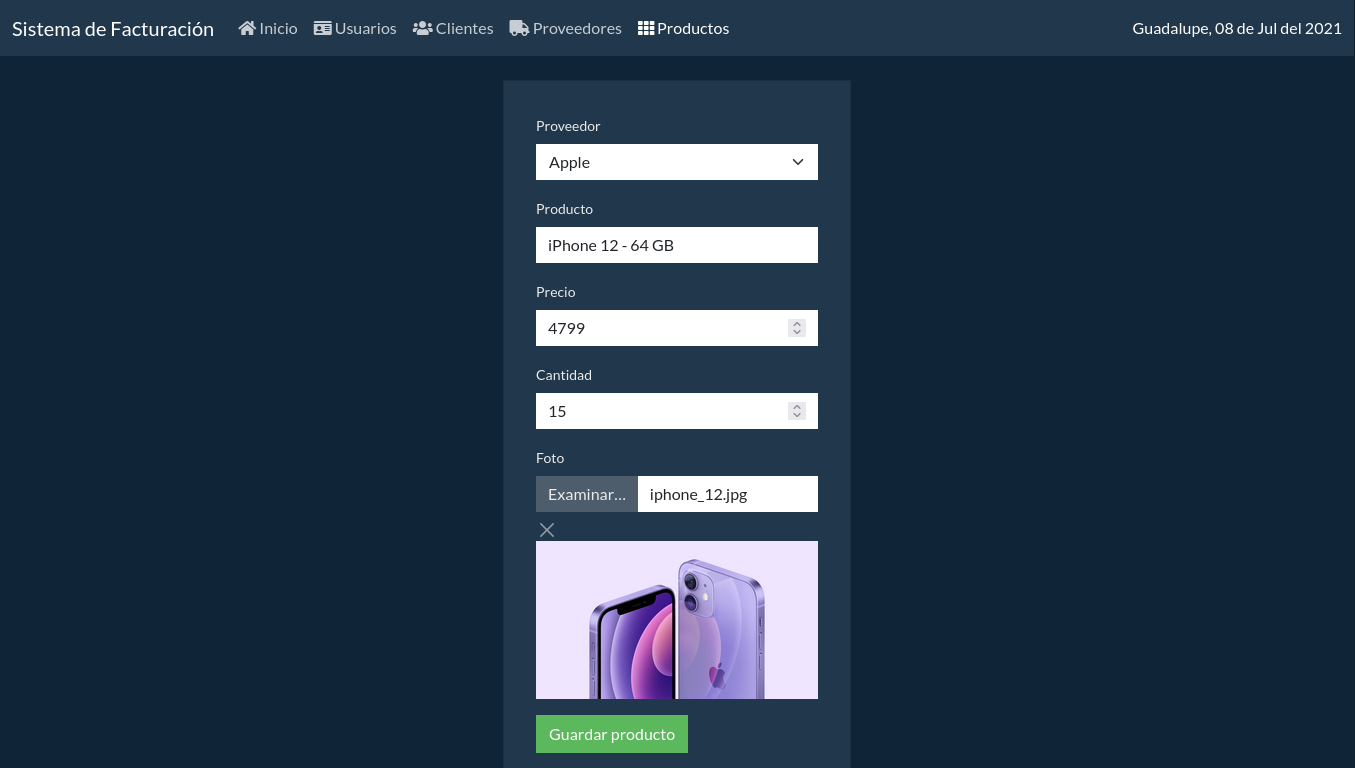 Sistema de Facturación Inicio Usuarios Clientes Proveedores Productos Guadalupe, 08 de Jul del 2021
Proveedor
Apple
Producto
iPhone 12 - 64 GB
Precio
4799
Cantidad
15
Foto
Examinar... iphone_12.jpg
Guardar producto